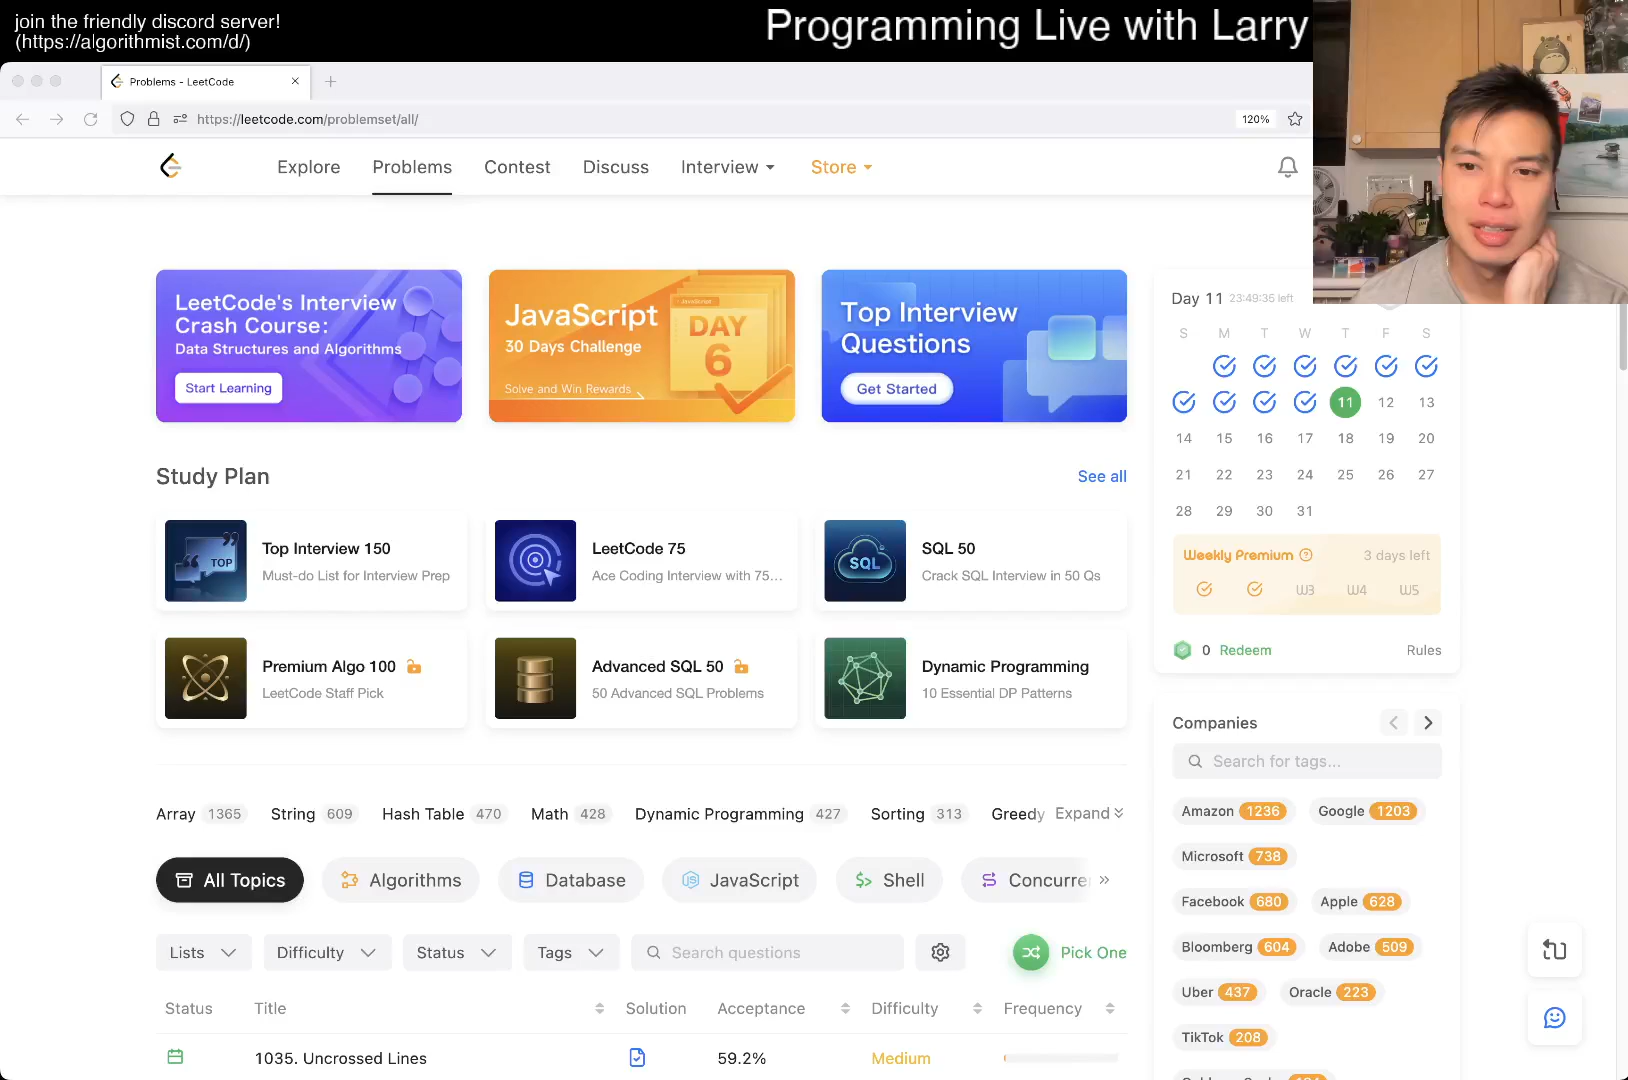 join the friendly discord server!
(https://algorithmist.com/d/)
Programming Live with Larry
Problems - LeetCode
https://leetcode.com/problemset/all/
120%
Explore
Problems
Contest
Discuss
Interview
Store
LeetCode's Interview
Crash Course:
Data Structures and Algorithms
Start Learning
JavaScript
30 Days Challenge
Solve and Win Rewards
JavaScript
DAY
6
Top Interview
Questions
Get Started
Day 11 23:49:35 left
S M T W T F S
11 12 13
14 15 16 17 18 19 20
21 22 23 24 25 26 27
28 29 30 31
Weekly Premium
3 days left
W3 W4 W5
0 Redeem
Rules
Study Plan
See all
TOP
Top Interview 150
Must-do List for Interview Prep
LeetCode 75
Ace Coding Interview with 75...
SQL
SQL 50
Crack SQL Interview in 50 Qs
Premium Algo 100
LeetCode Staff Pick
Advanced SQL 50
50 Advanced SQL Problems
Dynamic Programming
10 Essential DP Patterns
Array 1365
String 609
Hash Table 470
Math 428
Dynamic Programming 427
Sorting 313
Greedy
Expand
All Topics
Algorithms
Database
JavaScript
Shell
Concurre
Lists
Difficulty
Status
Tags
Search questions
Pick One
Status Title Solution Acceptance Difficulty Frequency
1035. Uncrossed Lines 59.2% Medium
Companies
Search for tags...
Amazon 1236 Google 1203
Microsoft 738
Facebook 680 Apple 628
Bloomberg 604 Adobe 509
Uber 437 Oracle 223
TikTok 208